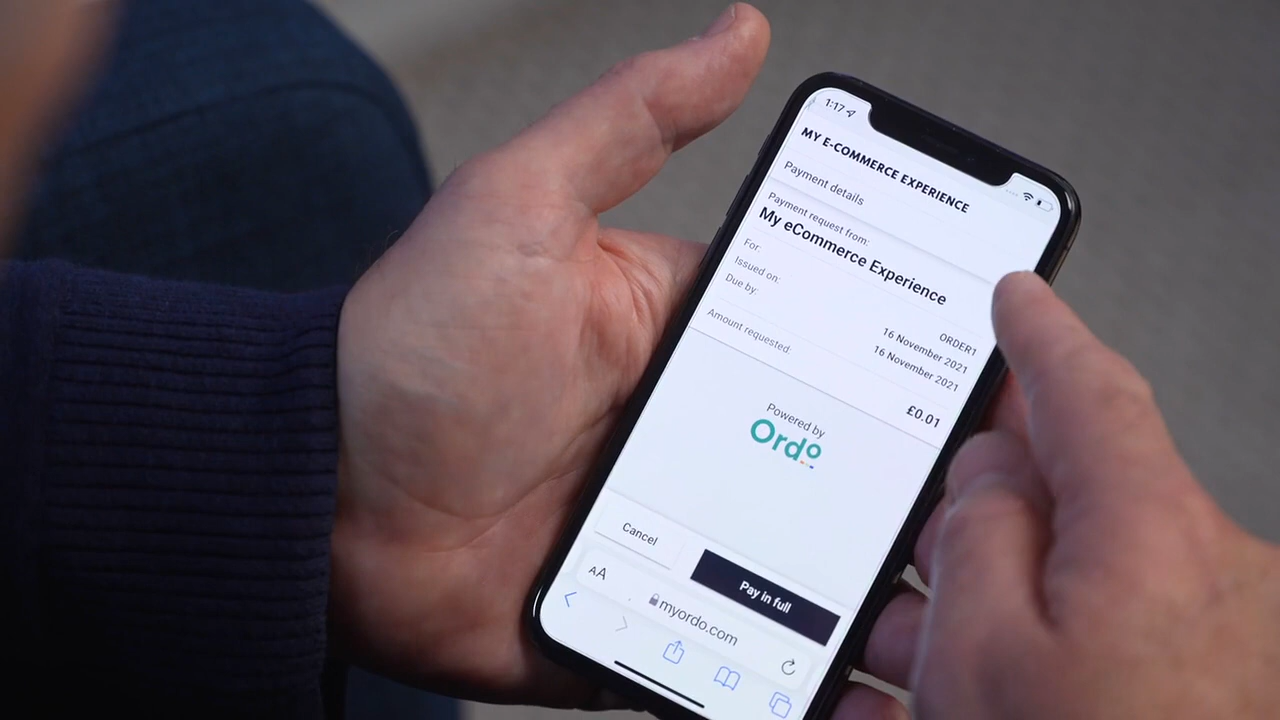 1:17
MY E-COMMERCE EXPERIENCE
Payment details
Payment request from:
My eCommerce Experience
For: ORDER1
Issued on: 16 November 2021
Due by: 16 November 2021
Amount requested: £0.01
Powered by
Ordo
Cancel
Pay in full
AA myordo.com